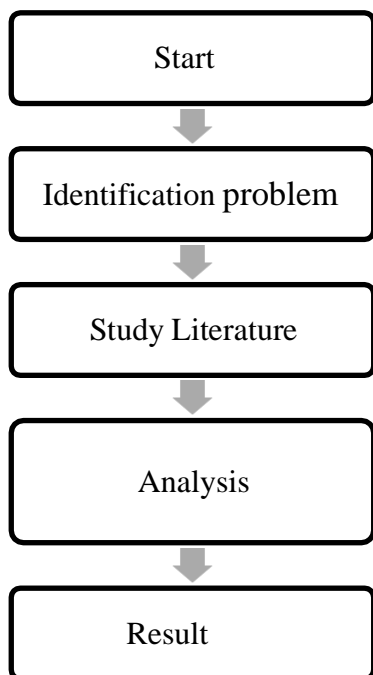 Start
Identification problem
Study Literature
Analysis
Result